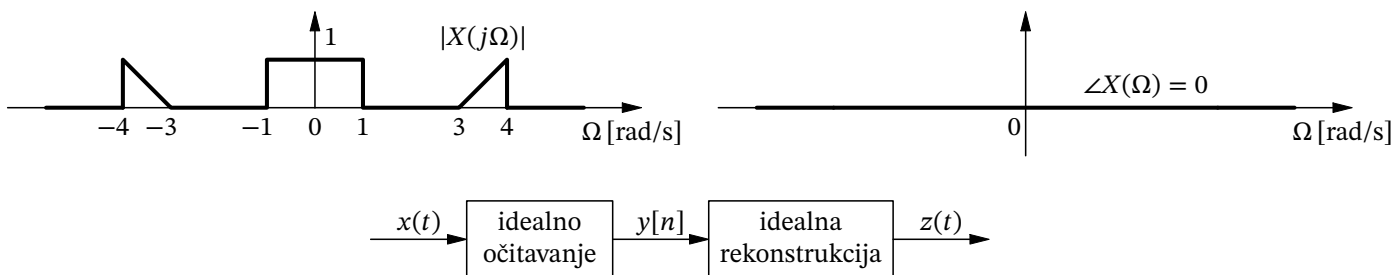 1
|X(jΩ)|
−4 −3 −1 0 1 3 4 Ω [rad/s]
∠X(Ω) = 0
0 Ω [rad/s]
x(t)
idealno
očitavanje
y[n]
idealna
rekonstrukcija
z(t)